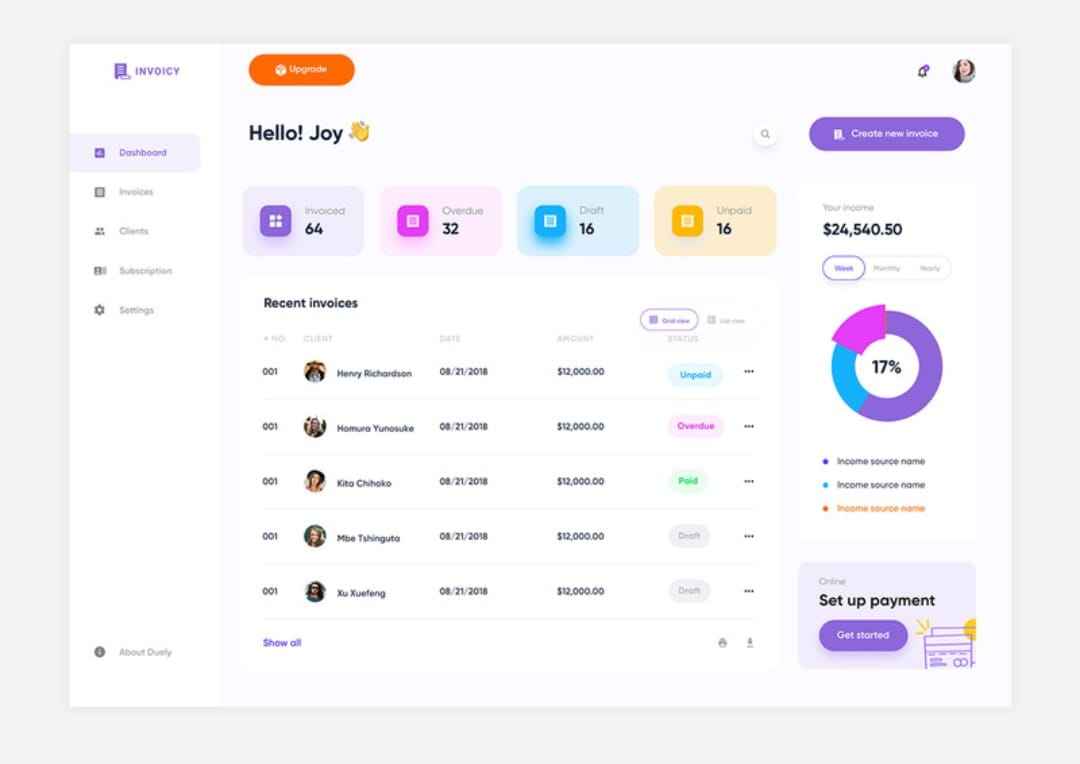 INVOICY
Upgrade
Hello! Joy 👋
Create new invoice
Dashboard
Invoices
Clients
Subscription
Settings
About Duely
Invoiced
64
Overdue
32
Draft
16
Unpaid
16
Recent invoices
Grid view
List view
# NO.
CLIENT
DATE
AMOUNT
STATUS
001 Henry Richardson 08/21/2018 $12,000.00 Unpaid
001 Homura Yunosuke 08/21/2018 $12,000.00 Overdue
001 Kita Chihoko 08/21/2018 $12,000.00 Paid
001 Mbe Tshinguta 08/21/2018 $12,000.00 Draft
001 Xu Xuefeng 08/21/2018 $12,000.00 Draft
Show all
Your income
$24,540.50
Week
Monthly
Yearly
17%
Income source name
Income source name
Income source name
Online
Set up payment
Get started